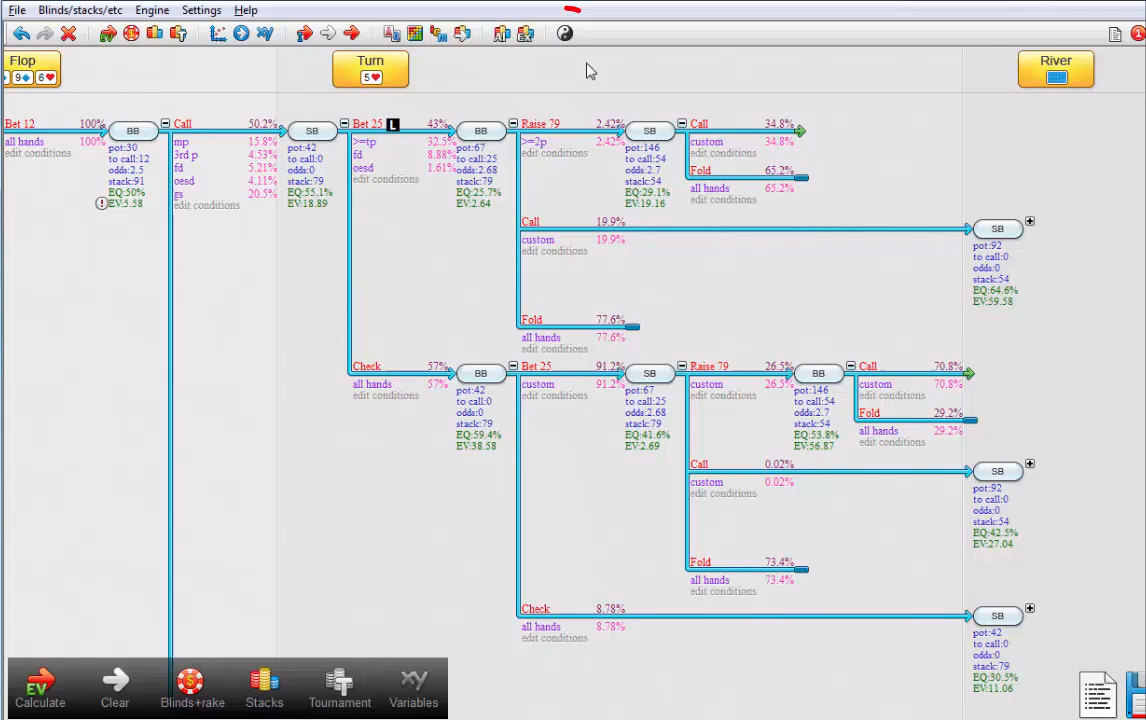 File Blinds/stacks/etc Engine Settings Help
1
Flop
9♦ 6♥
Turn
5♥
River
Bet 12 100%
all hands 100%
edit conditions
BB
pot:30
to call:12
odds:2.5
stack:91
EQ:50%
EV:5.58
Call 50.2%
mp 15.8%
3rd p 4.53%
fd 5.21%
oesd 4.11%
gs 20.5%
edit conditions
SB
pot:42
to call:0
odds:0
stack:79
EQ:55.1%
EV:18.89
Bet 25 L 43%
>=tp 32.5%
fd 8.88%
oesd 1.61%
edit conditions
BB
pot:67
to call:25
odds:2.68
stack:79
EQ:25.7%
EV:2.64
Raise 79 2.42%
>=2p 2.42%
edit conditions
SB
pot:146
to call:54
odds:2.7
stack:54
EQ:29.1%
EV:19.16
Call 34.8%
custom 34.8%
edit conditions
Fold 65.2%
all hands 65.2%
edit conditions
Call 19.9%
custom 19.9%
edit conditions
SB
pot:92
to call:0
odds:0
stack:54
EQ:64.6%
EV:59.58
Fold 77.6%
all hands 77.6%
edit conditions
Check 57%
all hands 57%
edit conditions
BB
pot:42
to call:0
odds:0
stack:79
EQ:59.4%
EV:38.58
Bet 25 91.2%
custom 91.2%
edit conditions
SB
pot:67
to call:25
odds:2.68
stack:79
EQ:41.6%
EV:2.69
Raise 79 26.5%
custom 26.5%
edit conditions
BB
pot:146
to call:54
odds:2.7
stack:54
EQ:53.8%
EV:56.87
Call 70.8%
custom 70.8%
edit conditions
Fold 29.2%
all hands 29.2%
edit conditions
Call 0.02%
custom 0.02%
edit conditions
SB
pot:92
to call:0
odds:0
stack:54
EQ:42.5%
EV:27.04
Fold 73.4%
all hands 73.4%
edit conditions
Check 8.78%
all hands 8.78%
edit conditions
SB
pot:42
to call:0
odds:0
stack:79
EQ:30.5%
EV:11.06
EV
Calculate Clear Blinds+rake Stacks Tournament Variables